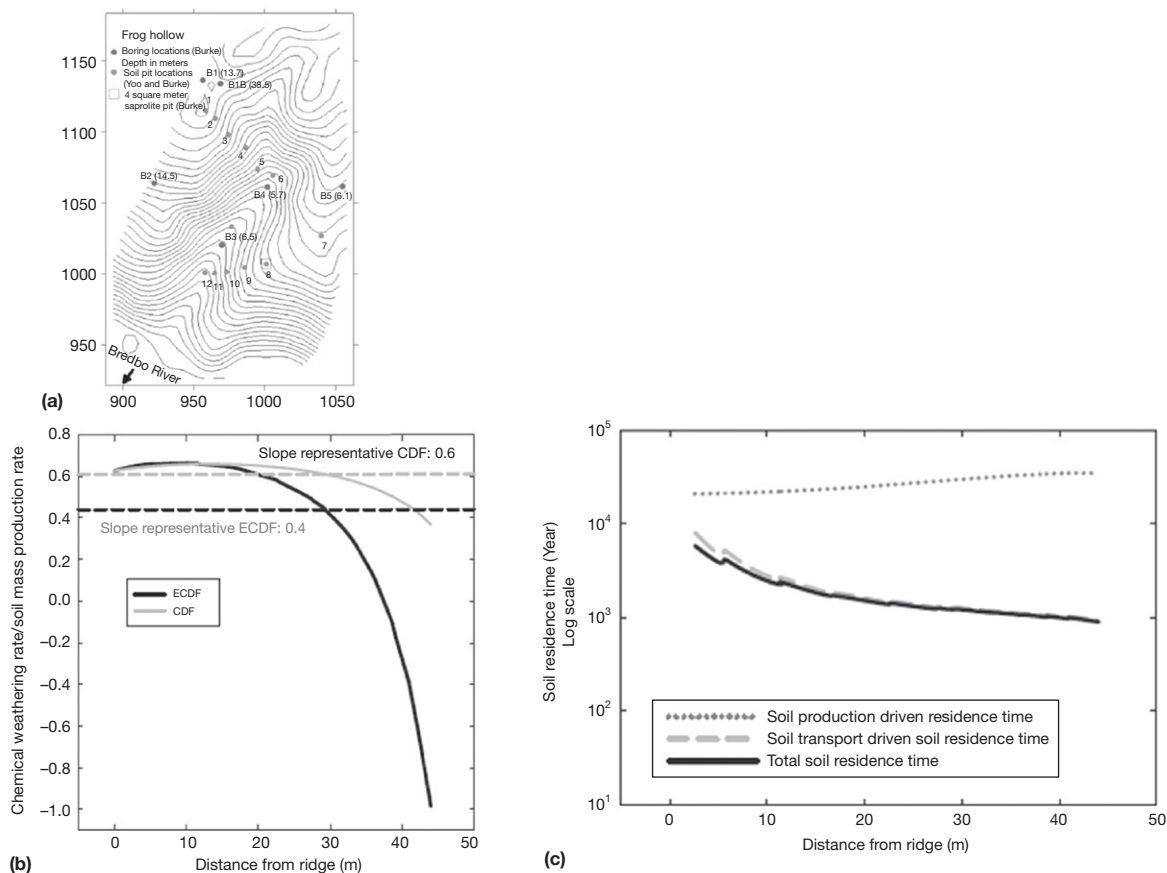 Frog hollow
Boring locations (Burke)
Depth in meters
Soil pit locations
(Yoo and Burke)
4 square meter
saprolite pit (Burke)
B1 (13.7)
B1B (38.5)
1
2
3
4
5
6
B2 (14.5)
B4 (5.7)
B5 (6.1)
B3 (6.5)
7
8
9
10
11
12
1150
1100
1050
1000
950
Bredbo River
900
950
1000
1050
(a)
Chemical weathering rate/soil mass production rate
0.8
0.6
0.4
0.2
0.0
−0.2
−0.4
−0.6
−0.8
−1.0
Slope representative CDF: 0.6
Slope representative ECDF: 0.4
ECDF
CDF
0
10
20
30
40
50
Distance from ridge (m)
(b)
Soil residence time (Year)
Log scale
10⁵
10⁴
10³
10²
10¹
Soil production driven residence time
Soil transport driven soil residence time
Total soil residence time
0
10
20
30
40
50
Distance from ridge (m)
(c)